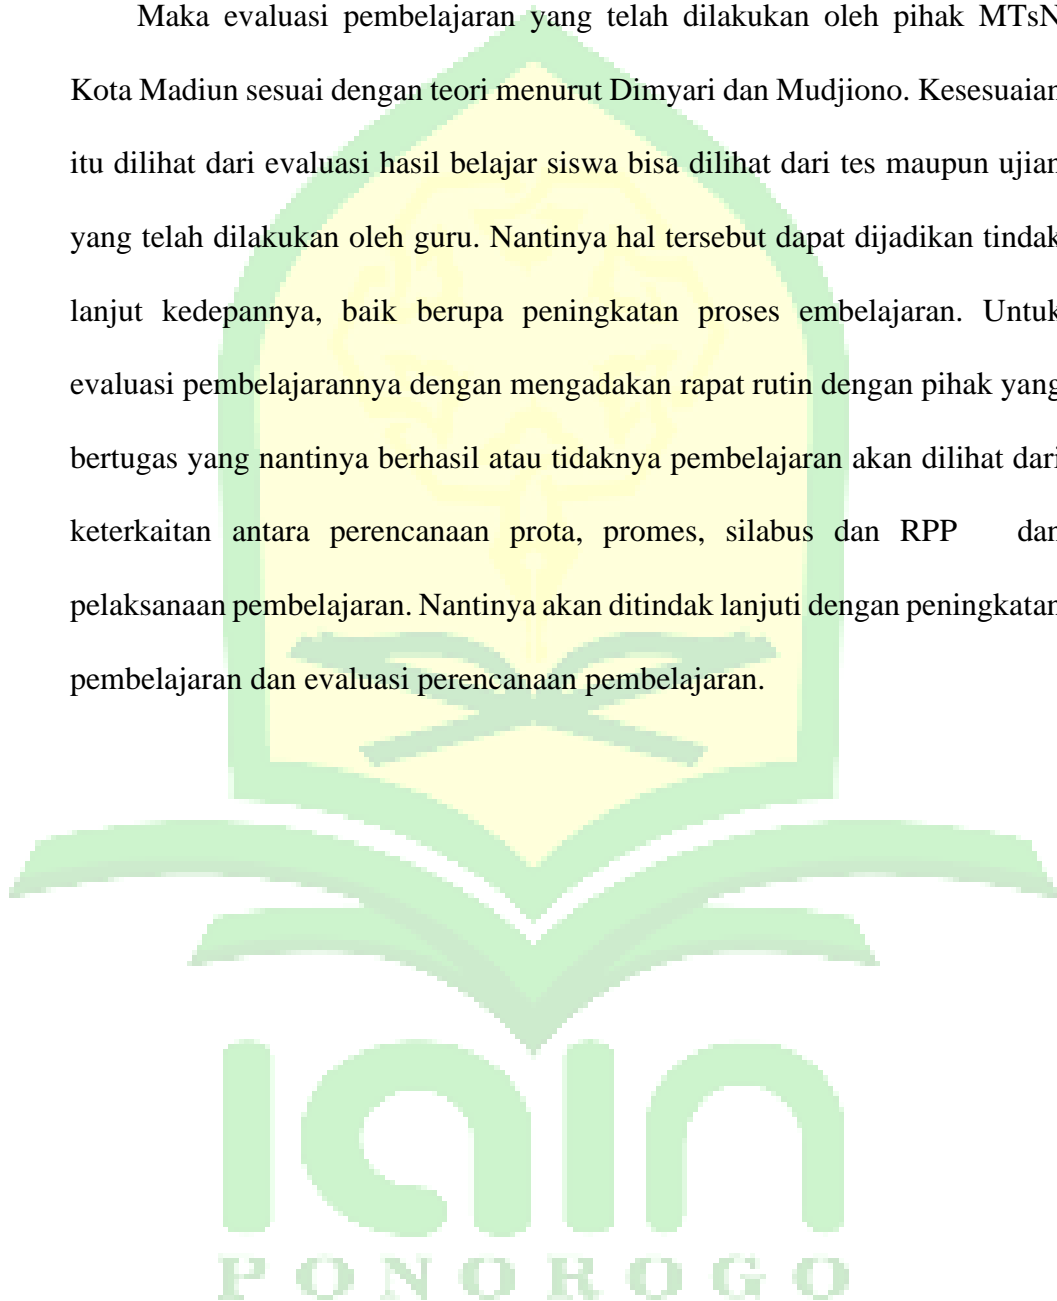 Maka evaluasi pembelajaran yang telah dilakukan oleh pihak MTsN
Kota Madiun sesuai dengan teori menurut Dimyari dan Mudjiono. Kesesuaian
itu dilihat dari evaluasi hasil belajar siswa bisa dilihat dari tes maupun ujian
yang telah dilakukan oleh guru. Nantinya hal tersebut dapat dijadikan tindak
lanjut kedepannya, baik berupa peningkatan proses embelajaran. Untuk
evaluasi pembelajarannya dengan mengadakan rapat rutin dengan pihak yang
bertugas yang nantinya berhasil atau tidaknya pembelajaran akan dilihat dari
keterkaitan antara perencanaan prota, promes, silabus dan RPP dan
pelaksanaan pembelajaran. Nantinya akan ditindak lanjuti dengan peningkatan
pembelajaran dan evaluasi perencanaan pembelajaran.
iain
PONOROGO